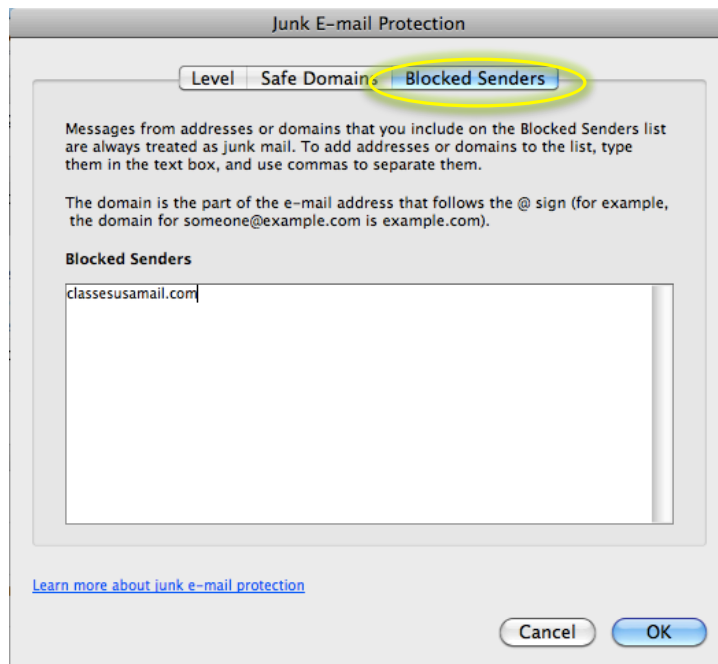 Junk E-mail Protection
Level Safe Domains Blocked Senders
Messages from addresses or domains that you include on the Blocked Senders list
are always treated as junk mail. To add addresses or domains to the list, type
them in the text box, and use commas to separate them.
The domain is the part of the e-mail address that follows the @ sign (for example,
the domain for someone@example.com is example.com).
Blocked Senders
classesusamail.com
Learn more about junk e-mail protection
Cancel OK